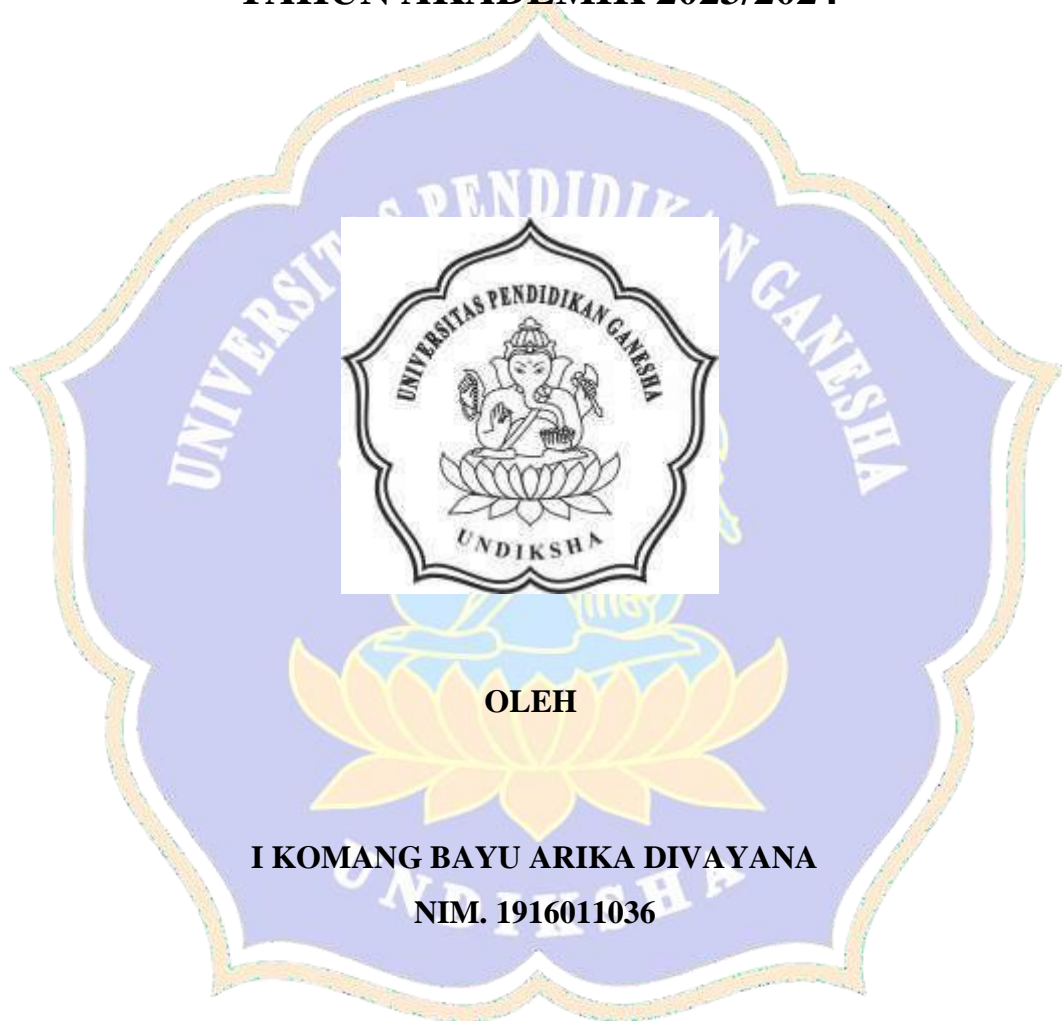 TAHUN AKADEMIK 2023/2024
UNIVERSITAS PENDIDIKAN GANESHA
UNIVERSITAS PENDIDIKAN GANESHA
UNDIKSHA
OLEH
I KOMANG BAYU ARIKA DIVAYANA
NIM. 1916011036
UNDIKSHA